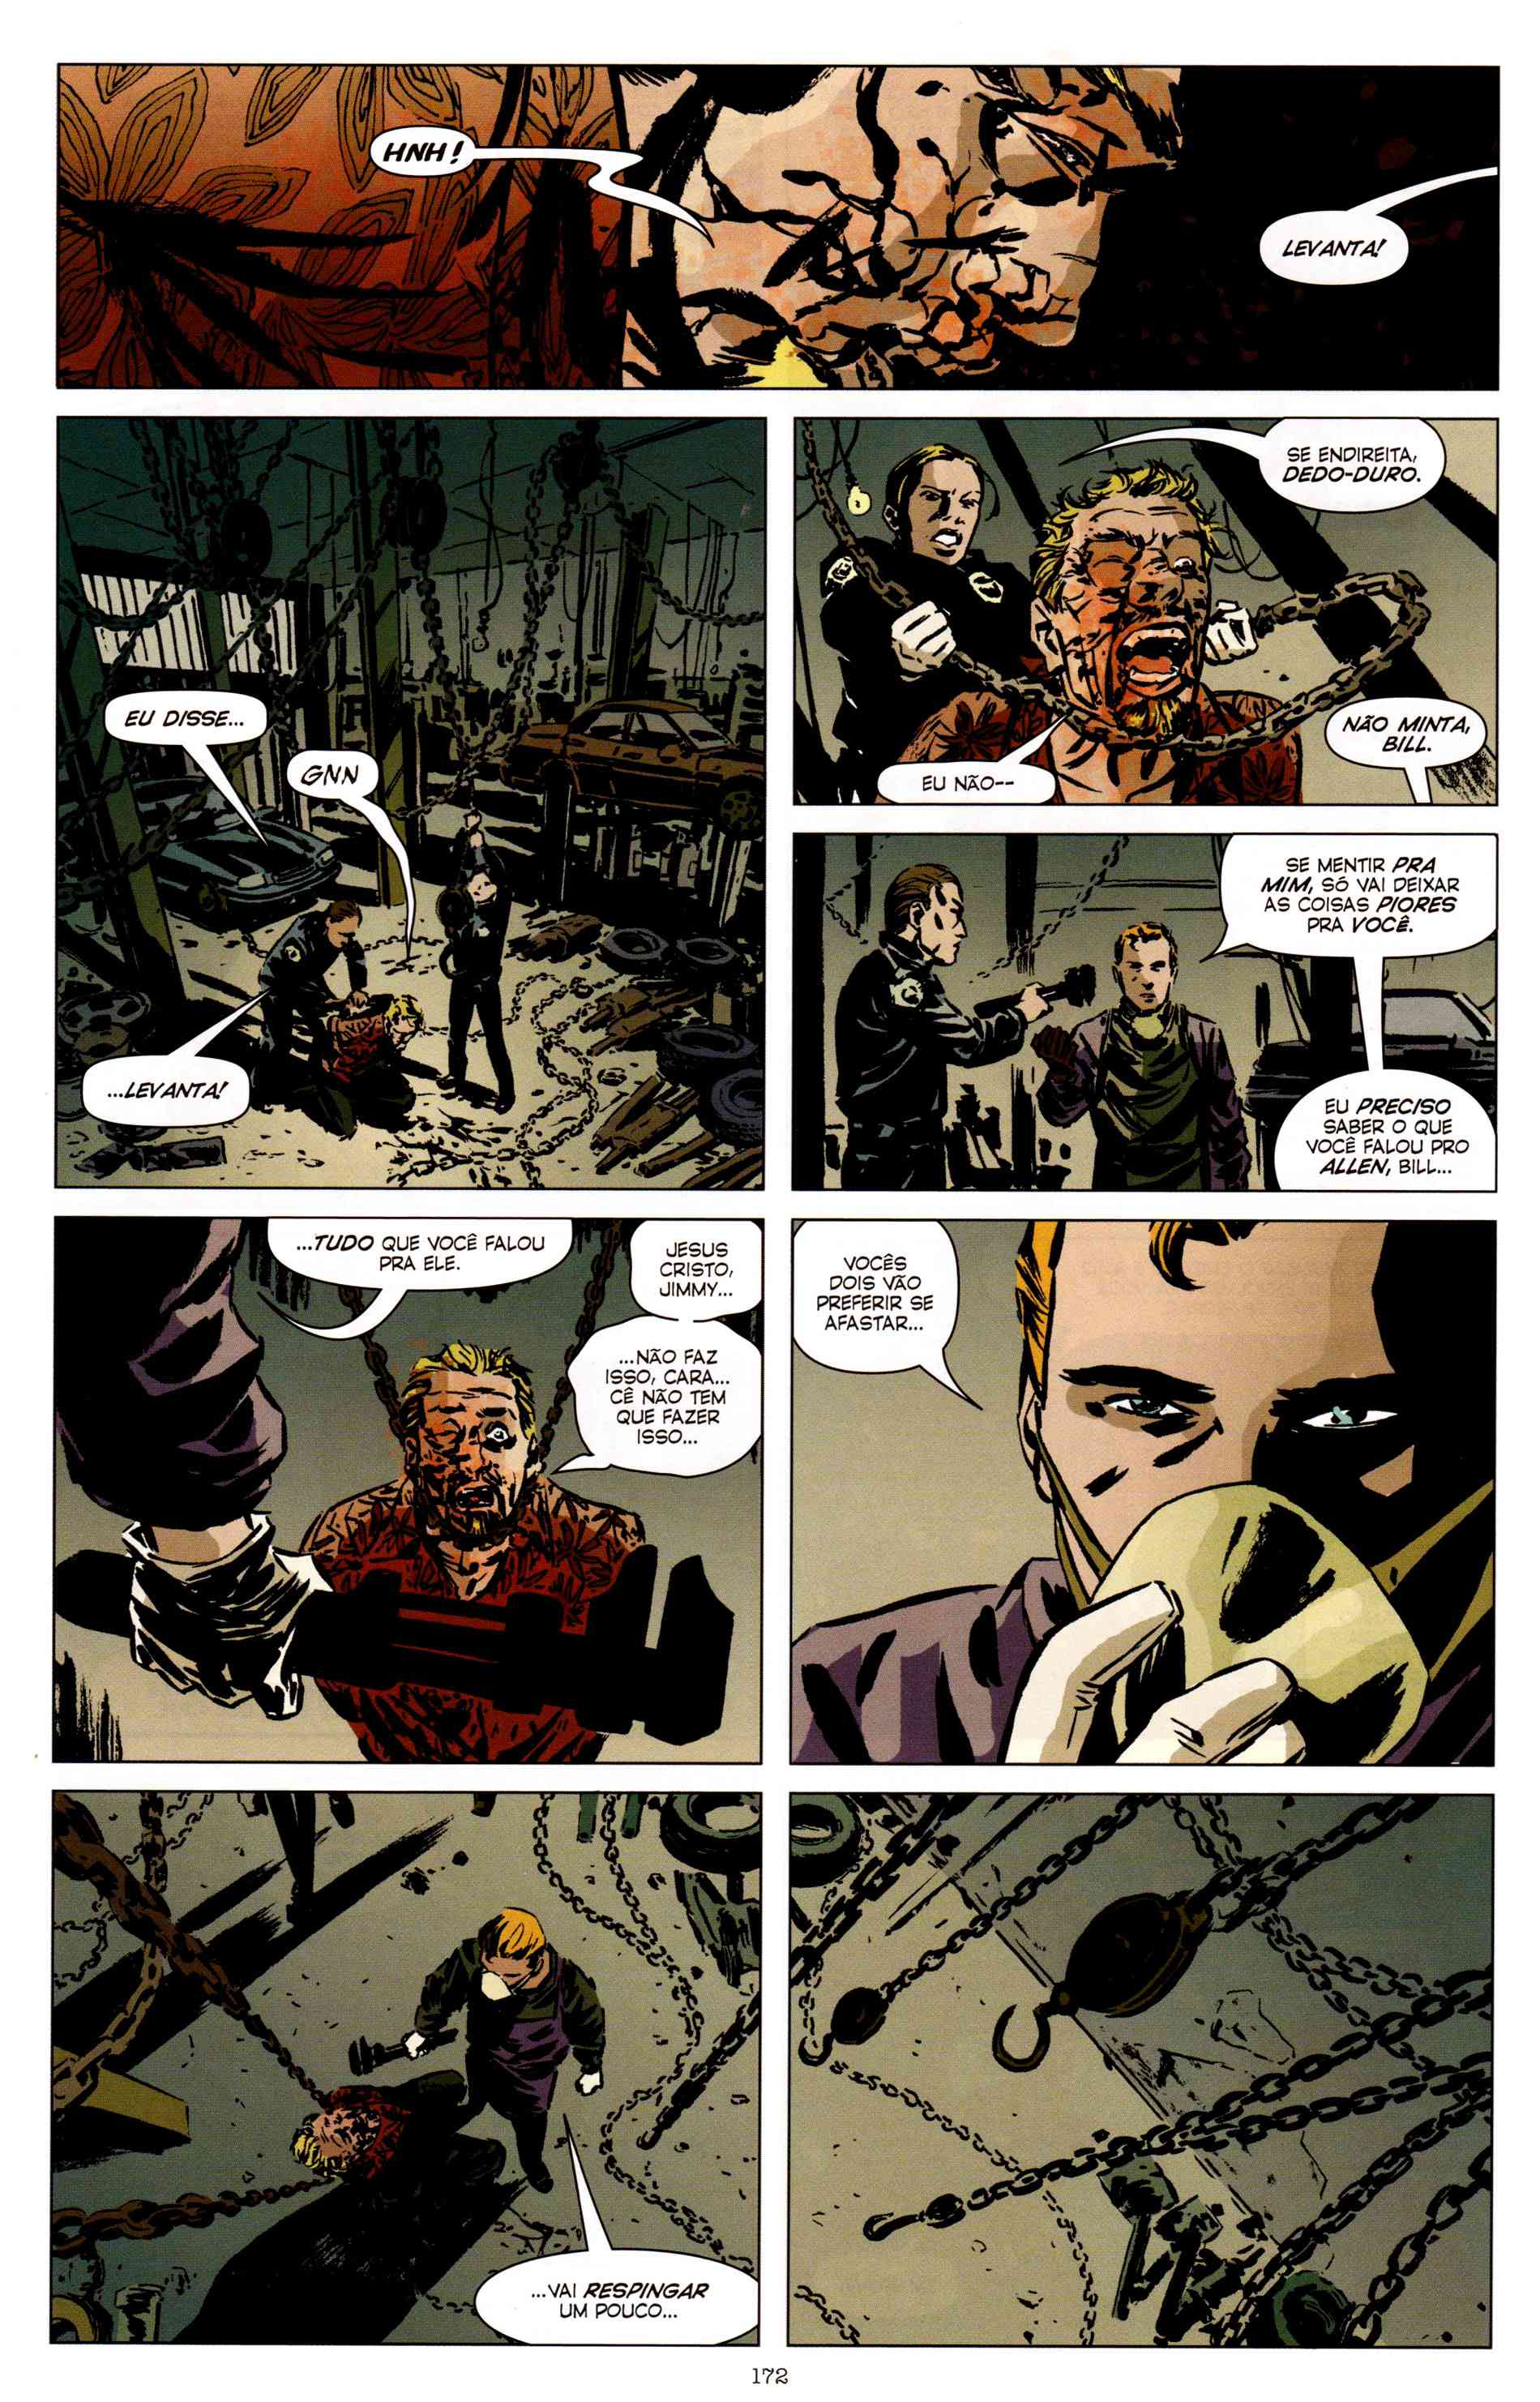 HNH!
LEVANTA!
EU DISSE...
GNN
...LEVANTA!
SE ENDIREITA,
DEDO-DURO.
EU NÃO--
NÃO MINTA,
BILL.
SE MENTIR PRA
MIM, SÓ VAI DEIXAR
AS COISAS PIORES
PRA VOCÊ.
EU PRECISO
SABER O QUE
VOCÊ FALOU PRO
ALLEN, BILL...
...TUDO QUE VOCÊ FALOU
PRA ELE.
JESUS
CRISTO,
JIMMY...
...NÃO FAZ
ISSO, CARA...
CÊ NÃO TEM
QUE FAZER
ISSO...
VOCÊS
DOIS VÃO
PREFERIR SE
AFASTAR...
...VAI RESPINGAR
UM POUCO...
172